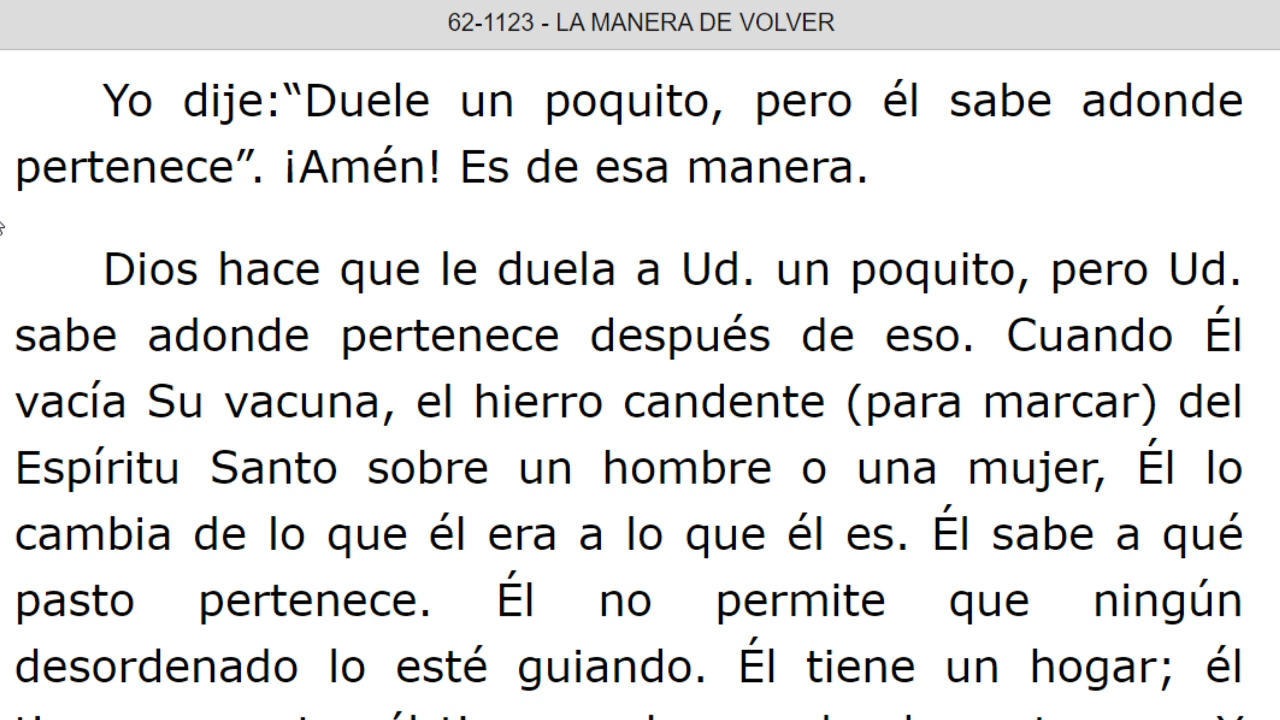 62-1123 - LA MANERA DE VOLVER
Yo dije:“Duele un poquito, pero él sabe adonde
pertenece”. ¡Amén! Es de esa manera.
Dios hace que le duela a Ud. un poquito, pero Ud.
sabe adonde pertenece después de eso. Cuando Él
vacía Su vacuna, el hierro candente (para marcar) del
Espíritu Santo sobre un hombre o una mujer, Él lo
cambia de lo que él era a lo que él es. Él sabe a qué
pasto pertenece. Él no permite que ningún
desordenado lo esté guiando. Él tiene un hogar; él